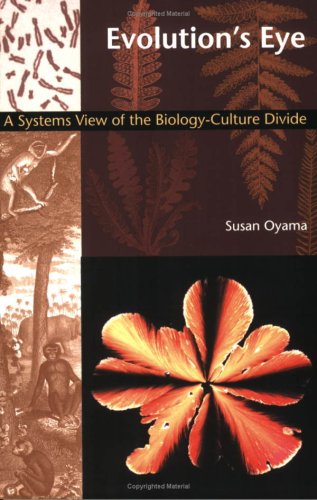 Evolution's Eye
A Systems View of the Biology-Culture Divide
Susan Oyama